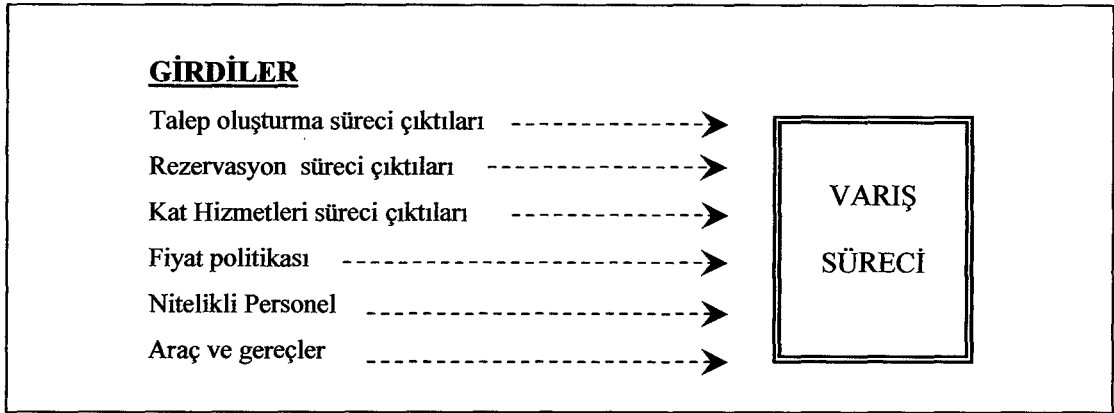 GİRDİLER
Talep oluşturma süreci çıktıları
Rezervasyon süreci çıktıları
Kat Hizmetleri süreci çıktıları
Fiyat politikası
Nitelikli Personel
Araç ve gereçler
VARIŞ
SÜRECİ